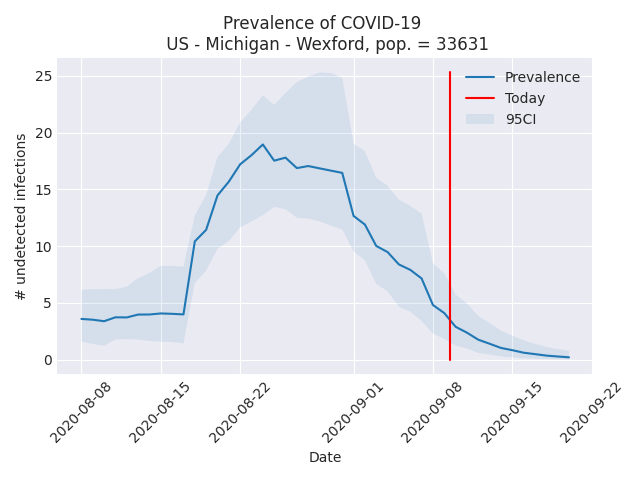 Prevalence of COVID-19
US - Michigan - Wexford, pop. = 33631
Prevalence
Today
95CI
# undetected infections
25
20
15
10
5
0
2020-08-08
2020-08-15
2020-08-22
2020-09-01
2020-09-08
2020-09-15
2020-09-22
Date